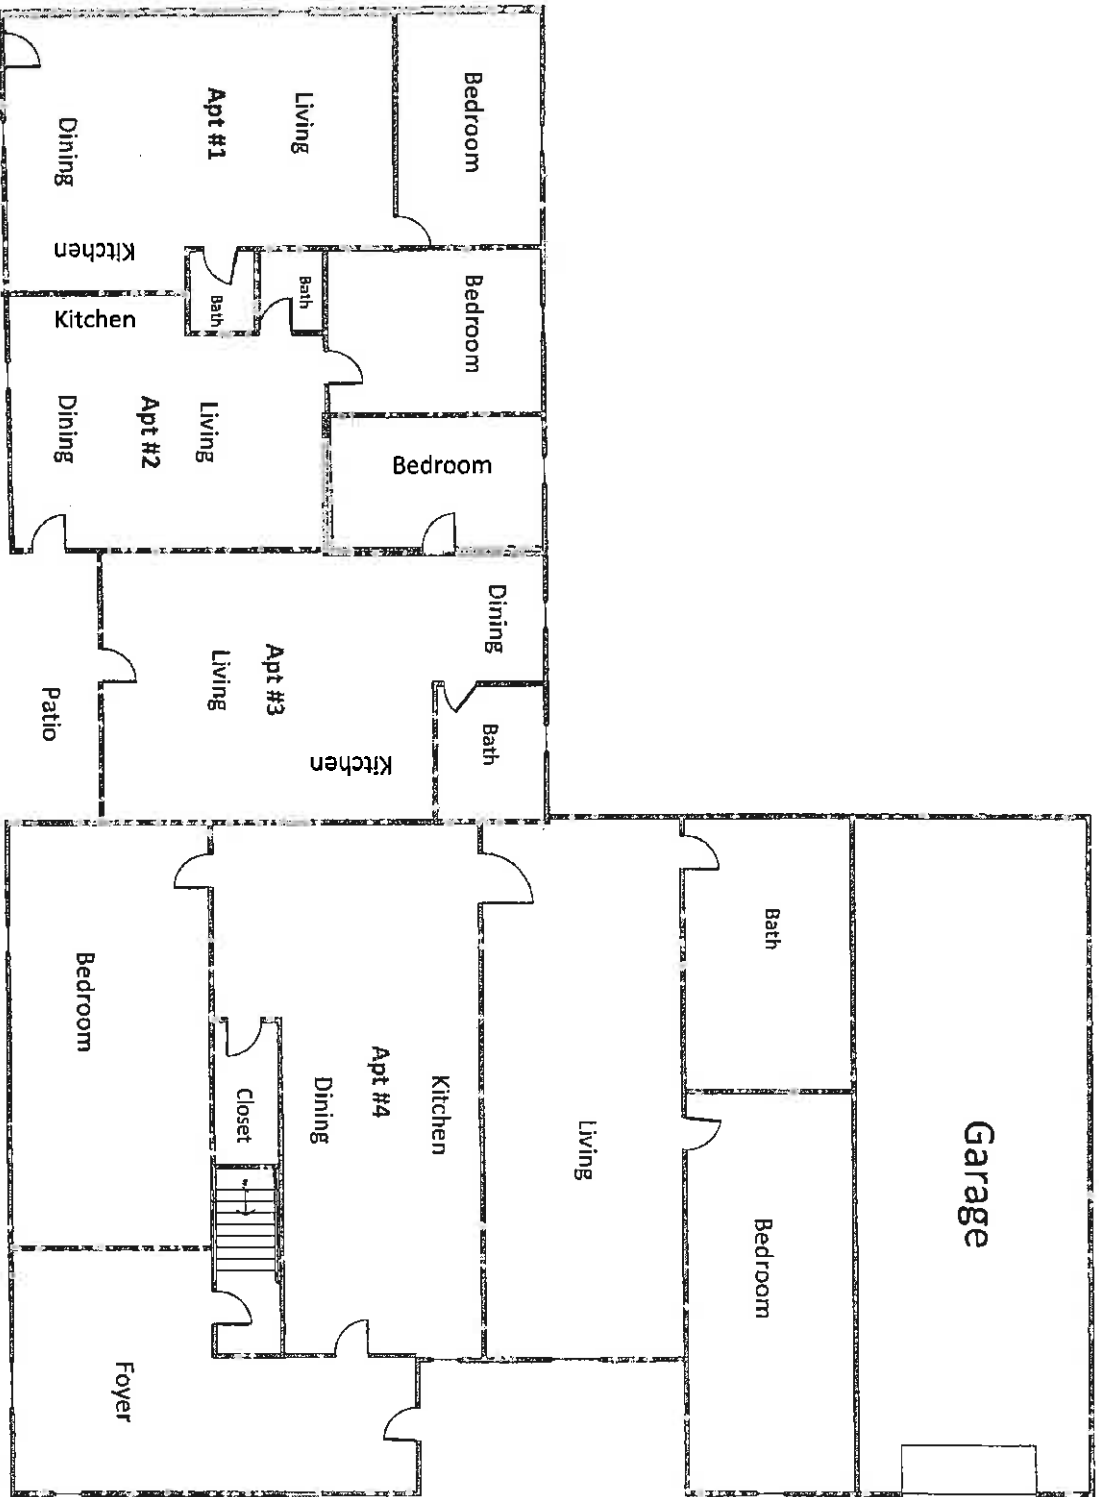 Bedroom
Living
Apt #1
Dining
Kitchen
Bath
Bath
Bedroom
Kitchen
Living
Apt #2
Dining
Bedroom
Dining
Apt #3
Living
Kitchen
Bath
Patio
Bedroom
Closet
Kitchen
Apt #4
Dining
Living
Bath
Bedroom
Garage
Foyer